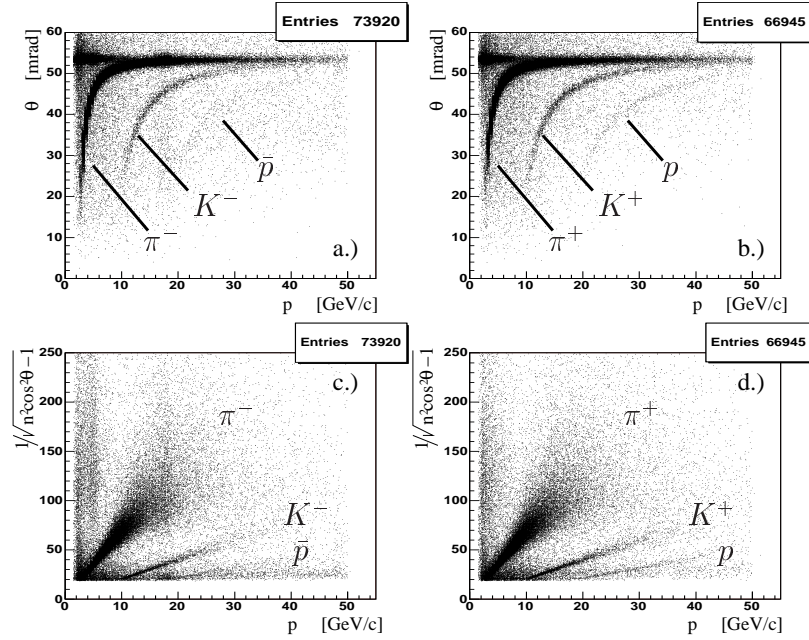 Entries 73920
θ [mrad]
60
50
40
30
20
10
0
π⁻
K⁻
p̄
a.)
0 10 20 30 40 50
p [GeV/c]
Entries 66945
θ [mrad]
60
50
40
30
20
10
0
π⁺
K⁺
p
b.)
0 10 20 30 40 50
p [GeV/c]
Entries 73920
1/√n²cos²θ−1
250
200
150
100
50
0
c.)
π⁻
K⁻
p̄
0 10 20 30 40 50
p [GeV/c]
Entries 66945
1/√n²cos²θ−1
250
200
150
100
50
0
d.)
π⁺
K⁺
p
0 10 20 30 40 50
p [GeV/c]